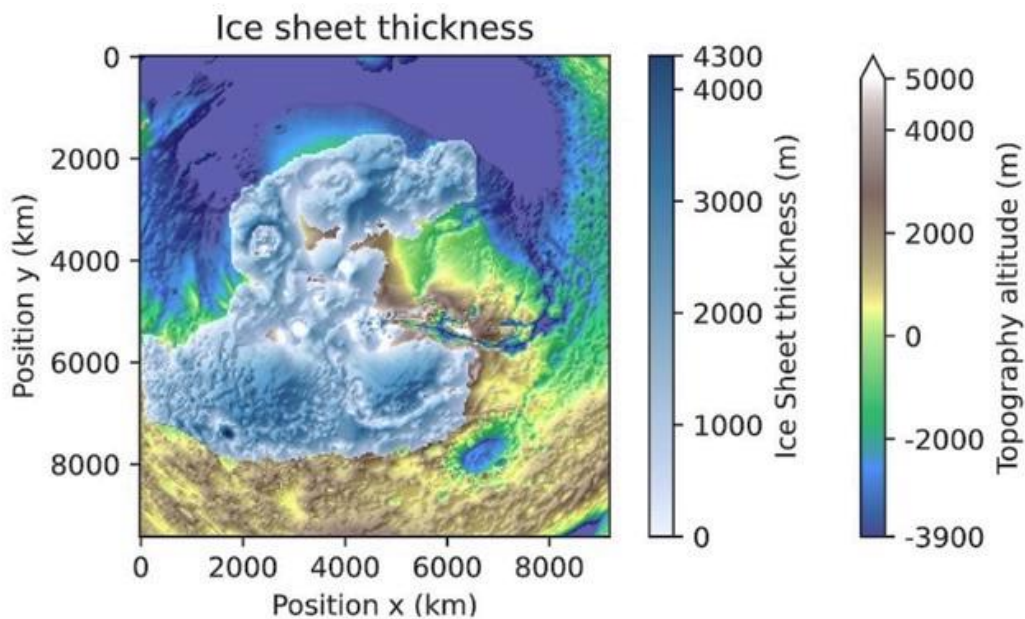 Ice sheet thickness
0
2000
4000
6000
8000
Position y (km)
0 2000 4000 6000 8000
Position x (km)
4300
4000
3000
2000
1000
0
Ice Sheet thickness (m)
5000
4000
2000
0
-2000
-3900
Topography altitude (m)